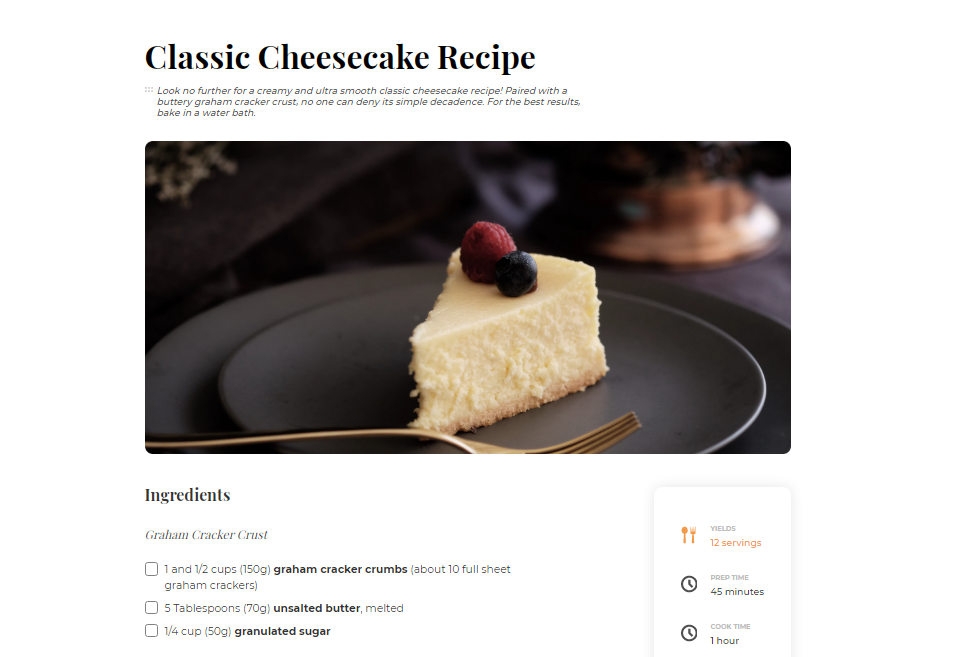 Classic Cheesecake Recipe
Look no further for a creamy and ultra smooth classic cheesecake recipe! Paired with a
buttery graham cracker crust, no one can deny its simple decadence. For the best results,
bake in a water bath.
Ingredients
Graham Cracker Crust
1 and 1/2 cups (150g) graham cracker crumbs (about 10 full sheet
graham crackers)
5 Tablespoons (70g) unsalted butter, melted
1/4 cup (50g) granulated sugar
YIELDS
12 servings
PREP TIME
45 minutes
COOK TIME
1 hour